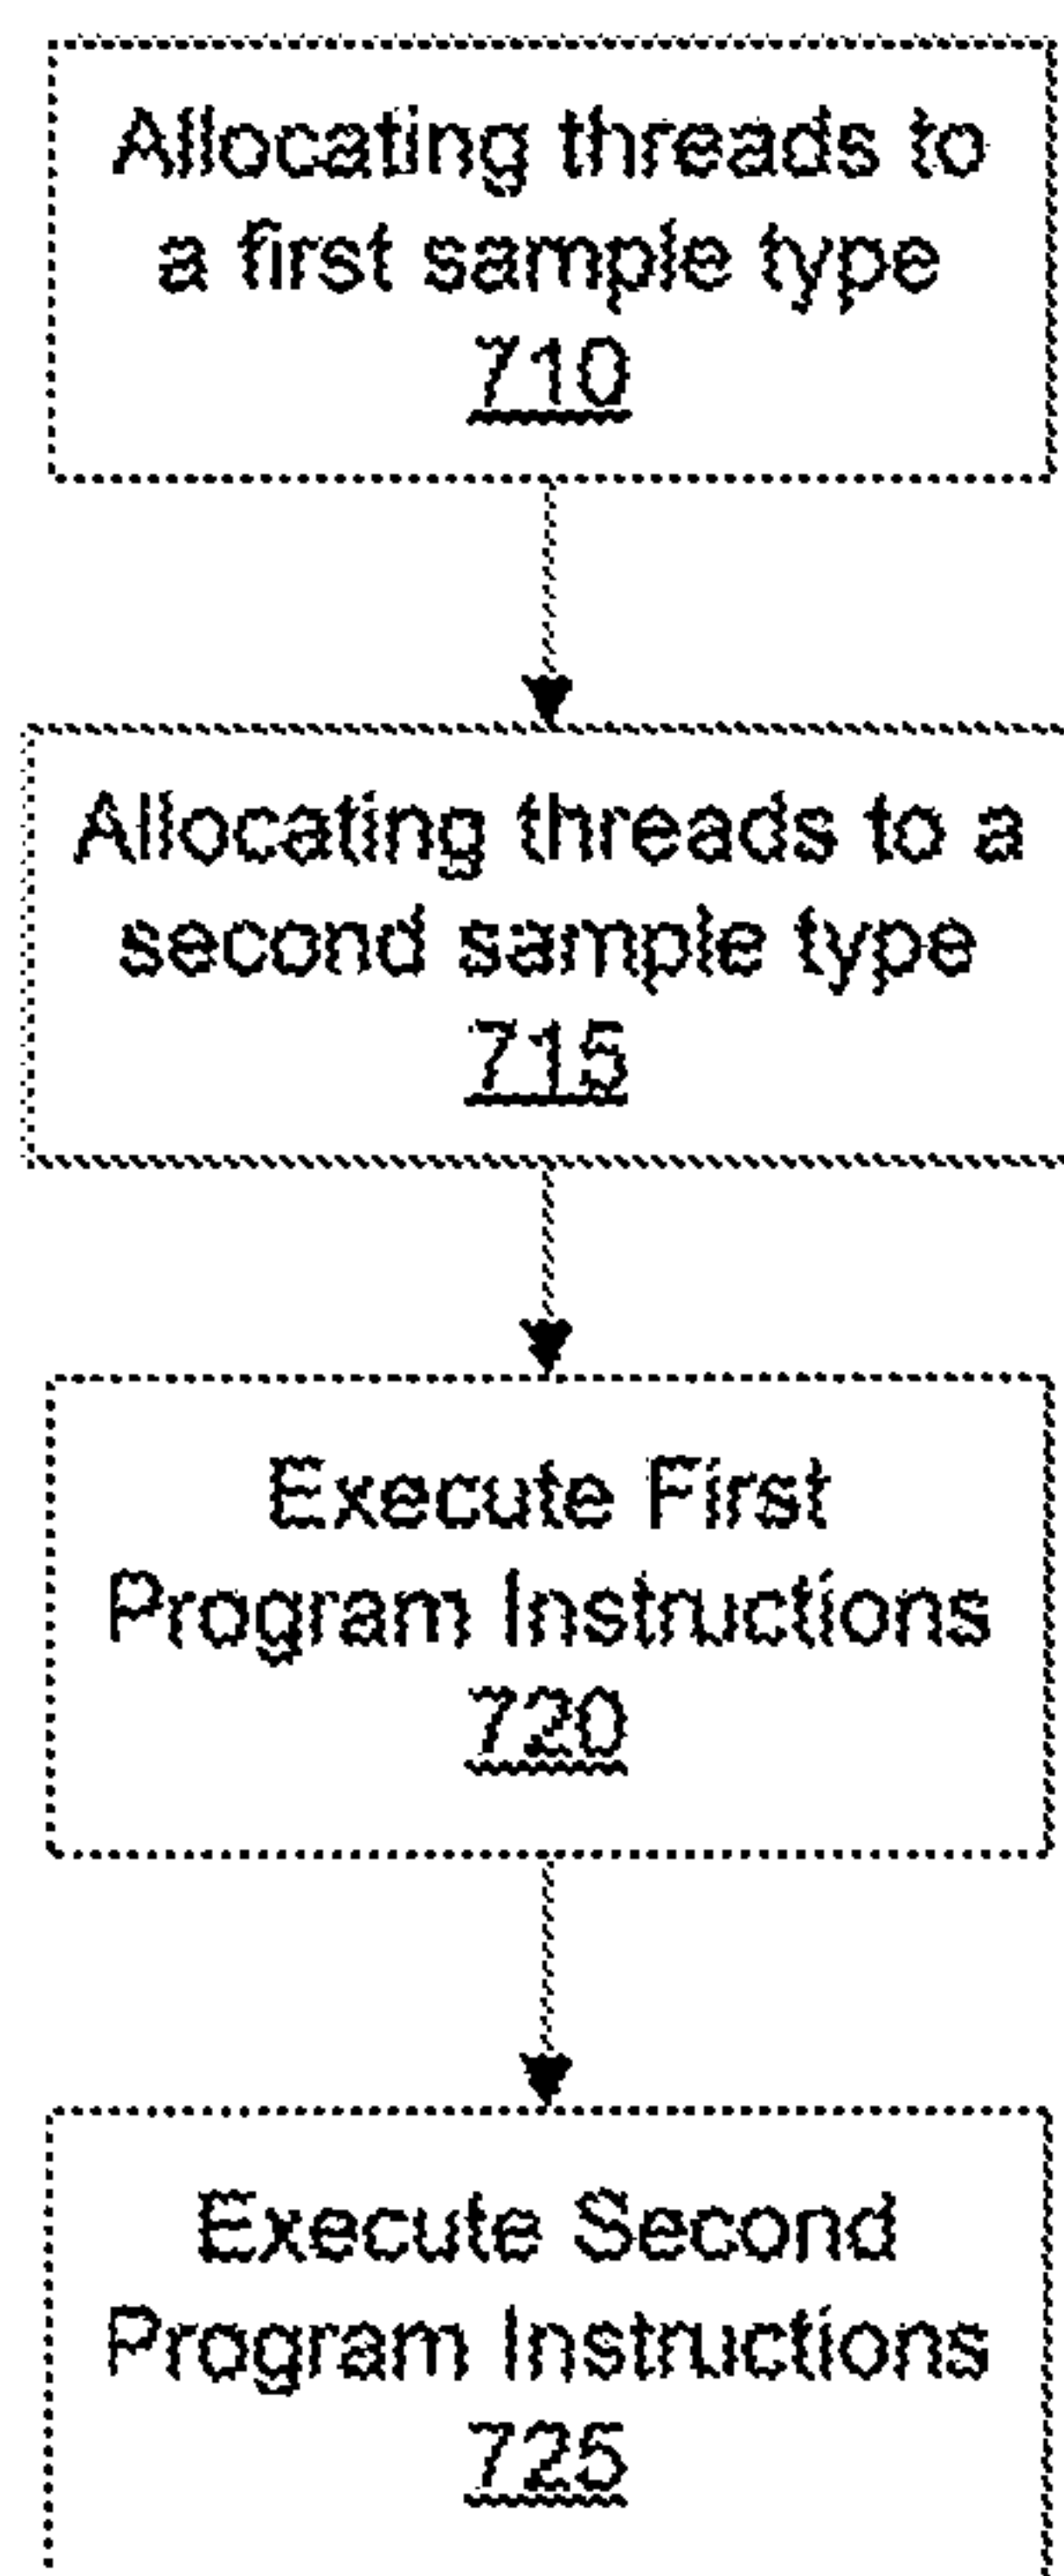 Allocating threads to
a first sample type
710
Allocating threads to a
second sample type
715
Execute First
Program Instructions
720
Execute Second
Program Instructions
725